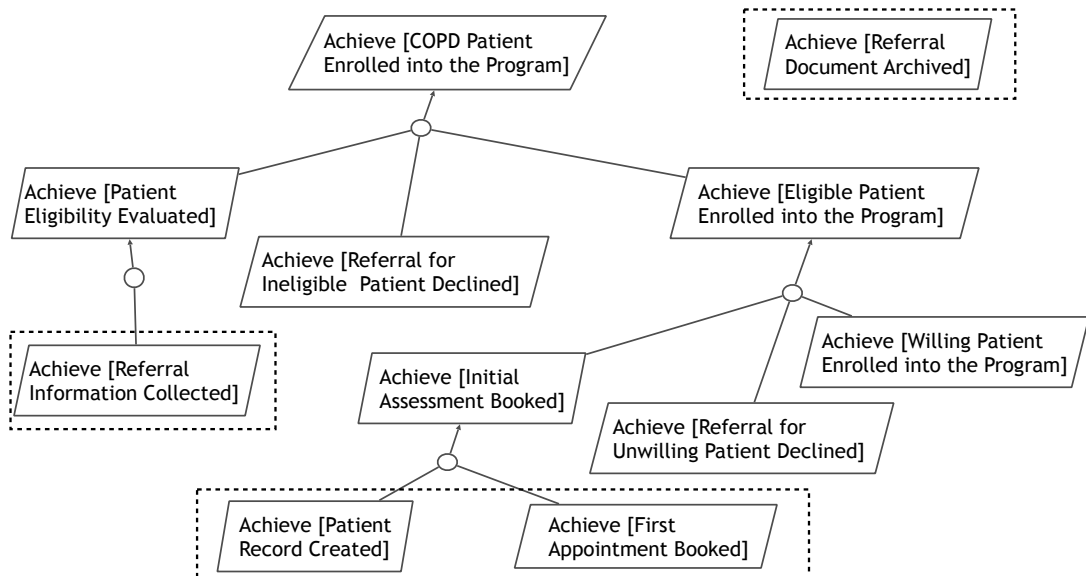 Achieve [COPD Patient
Enrolled into the Program]
Achieve [Referral
Document Archived]
Achieve [Patient
Eligibility Evaluated]
Achieve [Eligible Patient
Enrolled into the Program]
Achieve [Referral for
Ineligible Patient Declined]
Achieve [Willing Patient
Enrolled into the Program]
Achieve [Referral
Information Collected]
Achieve [Initial
Assessment Booked]
Achieve [Referral for
Unwilling Patient Declined]
Achieve [Patient
Record Created]
Achieve [First
Appointment Booked]